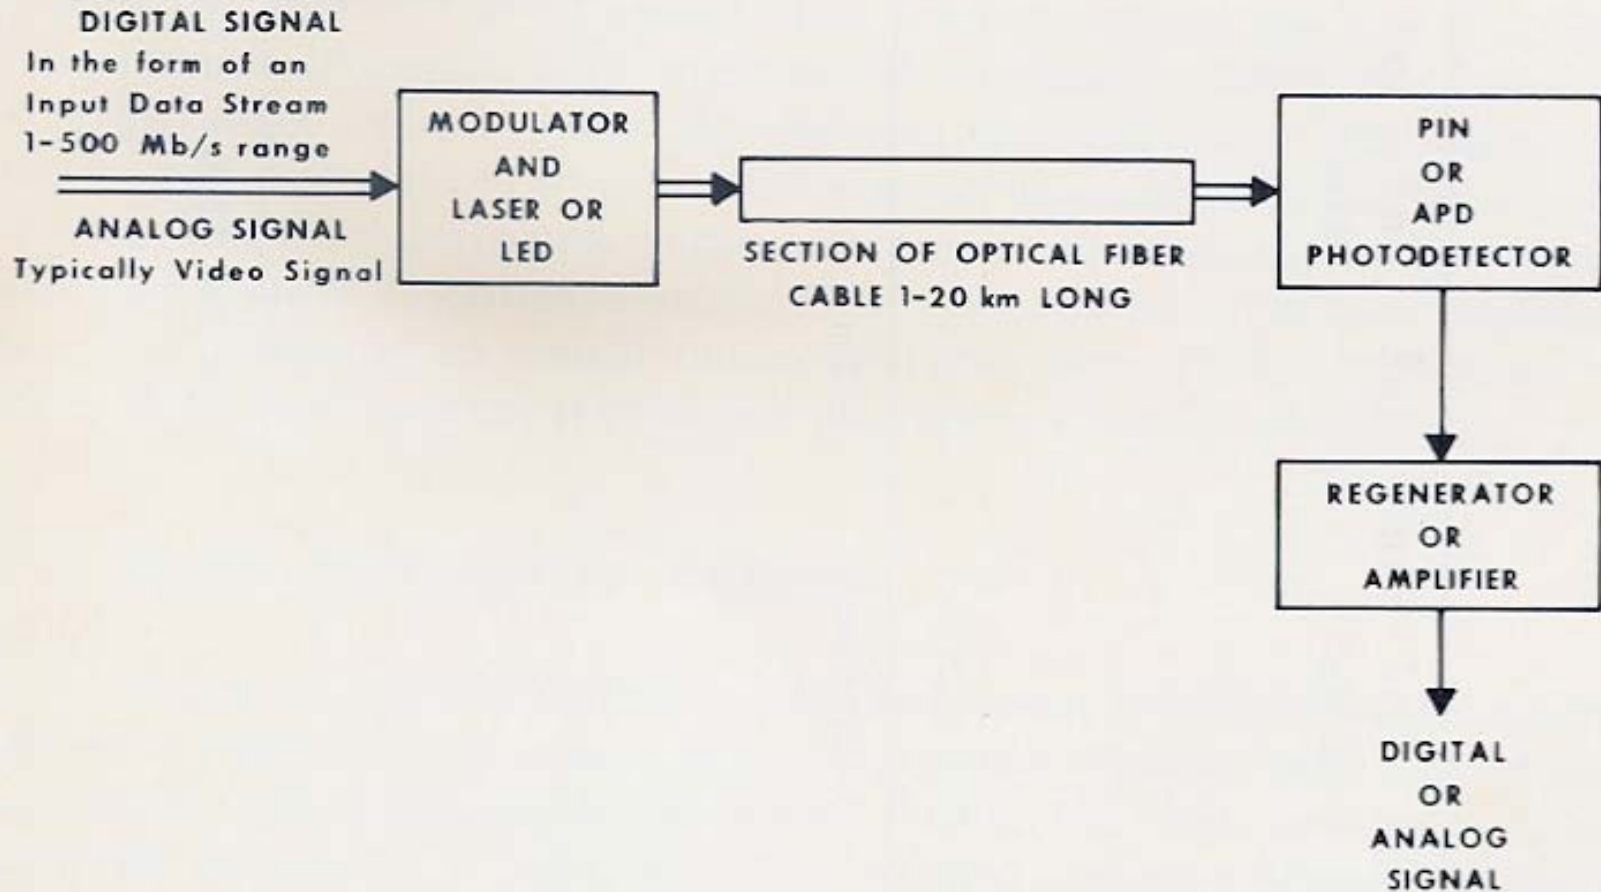 DIGITAL SIGNAL
In the form of an
Input Data Stream
1-500 Mb/s range
ANALOG SIGNAL
Typically Video Signal
MODULATOR
AND
LASER OR
LED
SECTION OF OPTICAL FIBER
CABLE 1-20 km LONG
PIN
OR
APD
PHOTODETECTOR
REGENERATOR
OR
AMPLIFIER
DIGITAL
OR
ANALOG
SIGNAL